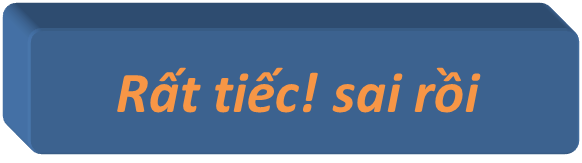 Rất tiếc! sai rồi